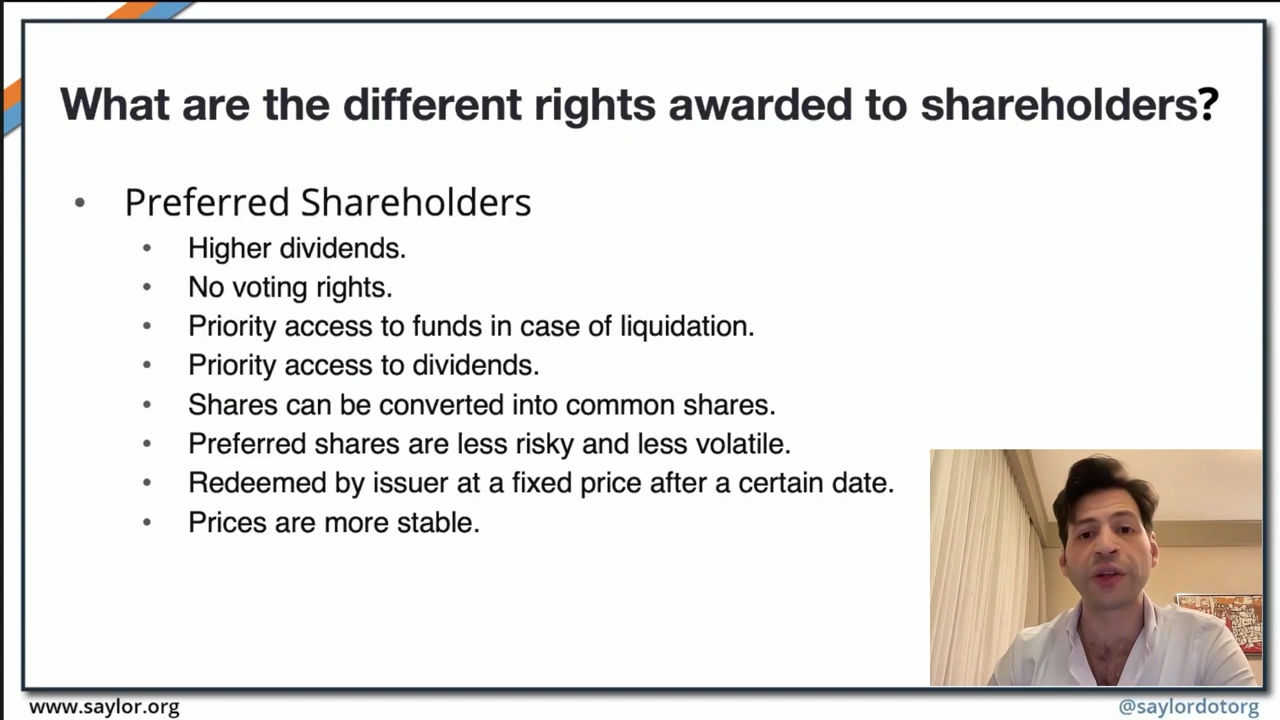 What are the different rights awarded to shareholders?
• Preferred Shareholders
• Higher dividends.
• No voting rights.
• Priority access to funds in case of liquidation.
• Priority access to dividends.
• Shares can be converted into common shares.
• Preferred shares are less risky and less volatile.
• Redeemed by issuer at a fixed price after a certain date.
• Prices are more stable.
www.saylor.org
@saylordotorg